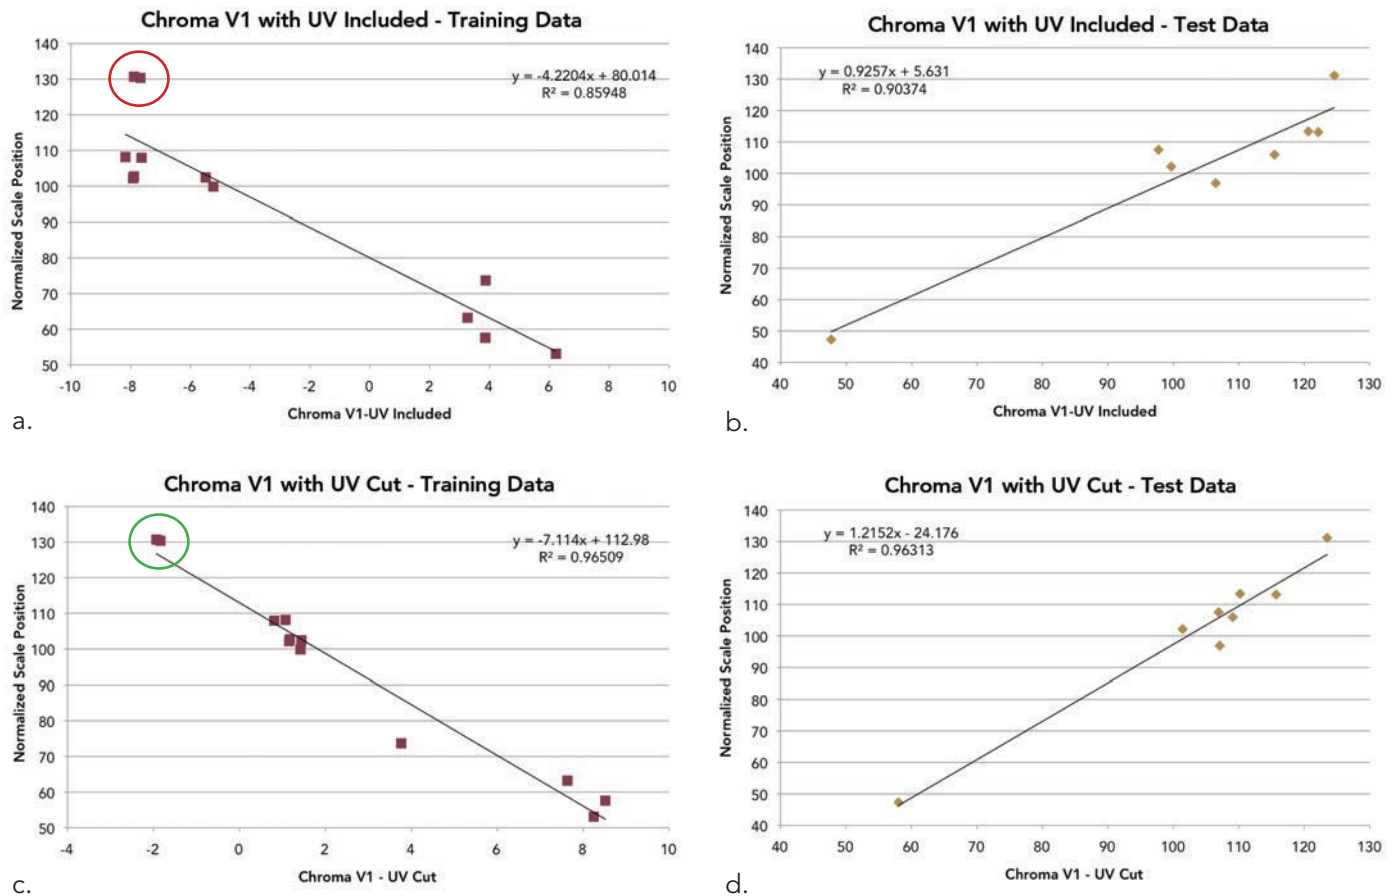 Chroma V1 with UV Included - Training Data
140
130
120
110
100
90
80
70
60
50
Normalized Scale Position
y = -4.2204x + 80.014
R² = 0.85948
-10 -8 -6 -4 -2 0 2 4 6 8 10
Chroma V1-UV Included
a.
Chroma V1 with UV Included - Test Data
140
130
120
110
100
90
80
70
60
50
40
Normalized Scale Position
y = 0.9257x + 5.631
R² = 0.90374
40 50 60 70 80 90 100 110 120 130
Chroma V1-UV Included
b.
Chroma V1 with UV Cut - Training Data
140
130
120
110
100
90
80
70
60
50
Normalized Scale Position
y = -7.114x + 112.98
R² = 0.96509
-4 -2 0 2 4 6 8 10
Chroma V1 - UV Cut
c.
Chroma V1 with UV Cut - Test Data
140
130
120
110
100
90
80
70
60
50
40
Normalized Scale Position
y = 1.2152x - 24.176
R² = 0.96313
40 50 60 70 80 90 100 110 120 130
Chroma V1 - UV Cut
d.